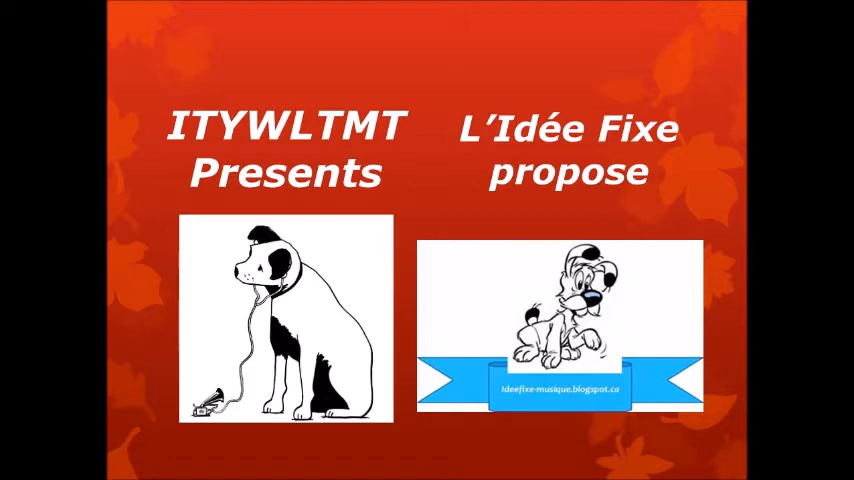 ITYWLTMT
Presents
L'Idée Fixe
propose
Ideefixe-musique.blogspot.ca